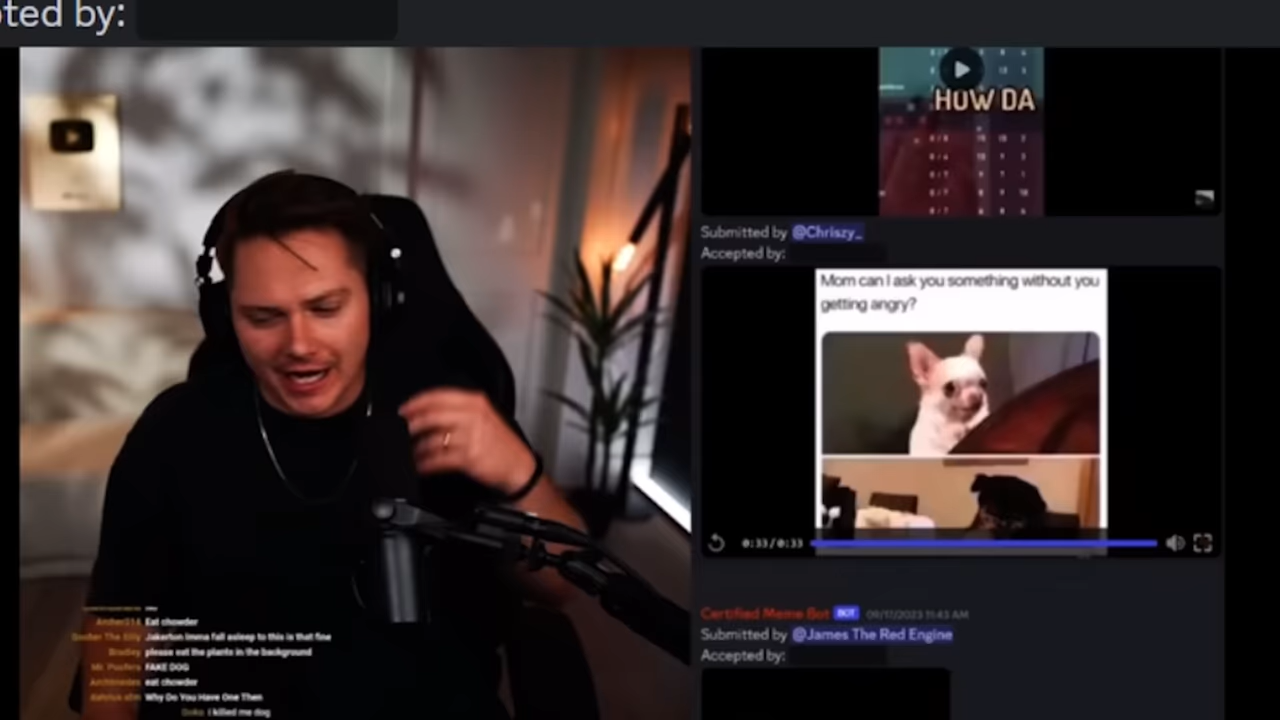 ted by:
HOW DA
Submitted by @Chriszy_
Accepted by:
Mom can I ask you something without you
getting angry?
0:33/0:33
Certified Meme Bot BOT 09/17/2023 11:43 AM
Submitted by @James The Red Engine
Accepted by:
Eat chowder
Jakerton Imma fall asleep to this is that fine
Bradley please eat the plants in the background
FAKE DOG
eat chowder
Why Do You Have One Then
I killed me dog